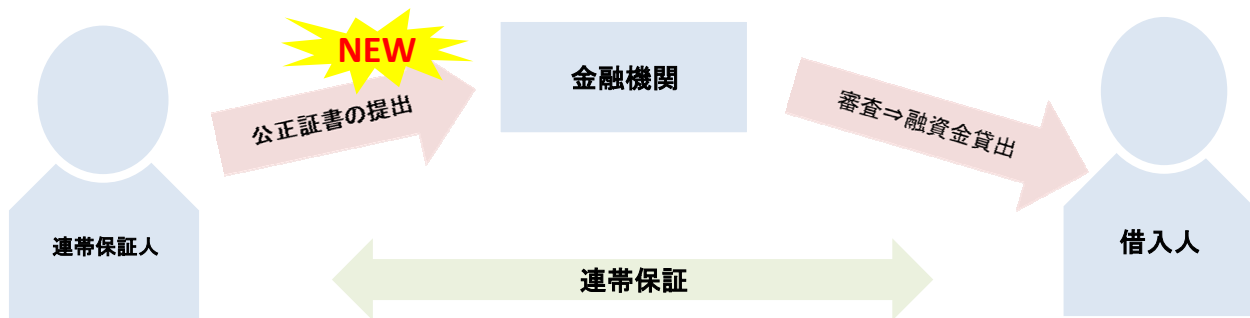 NEW
公正証書の提出
金融機関
審査⇒融資金貸出
連帯保証人
借入人
連帯保証